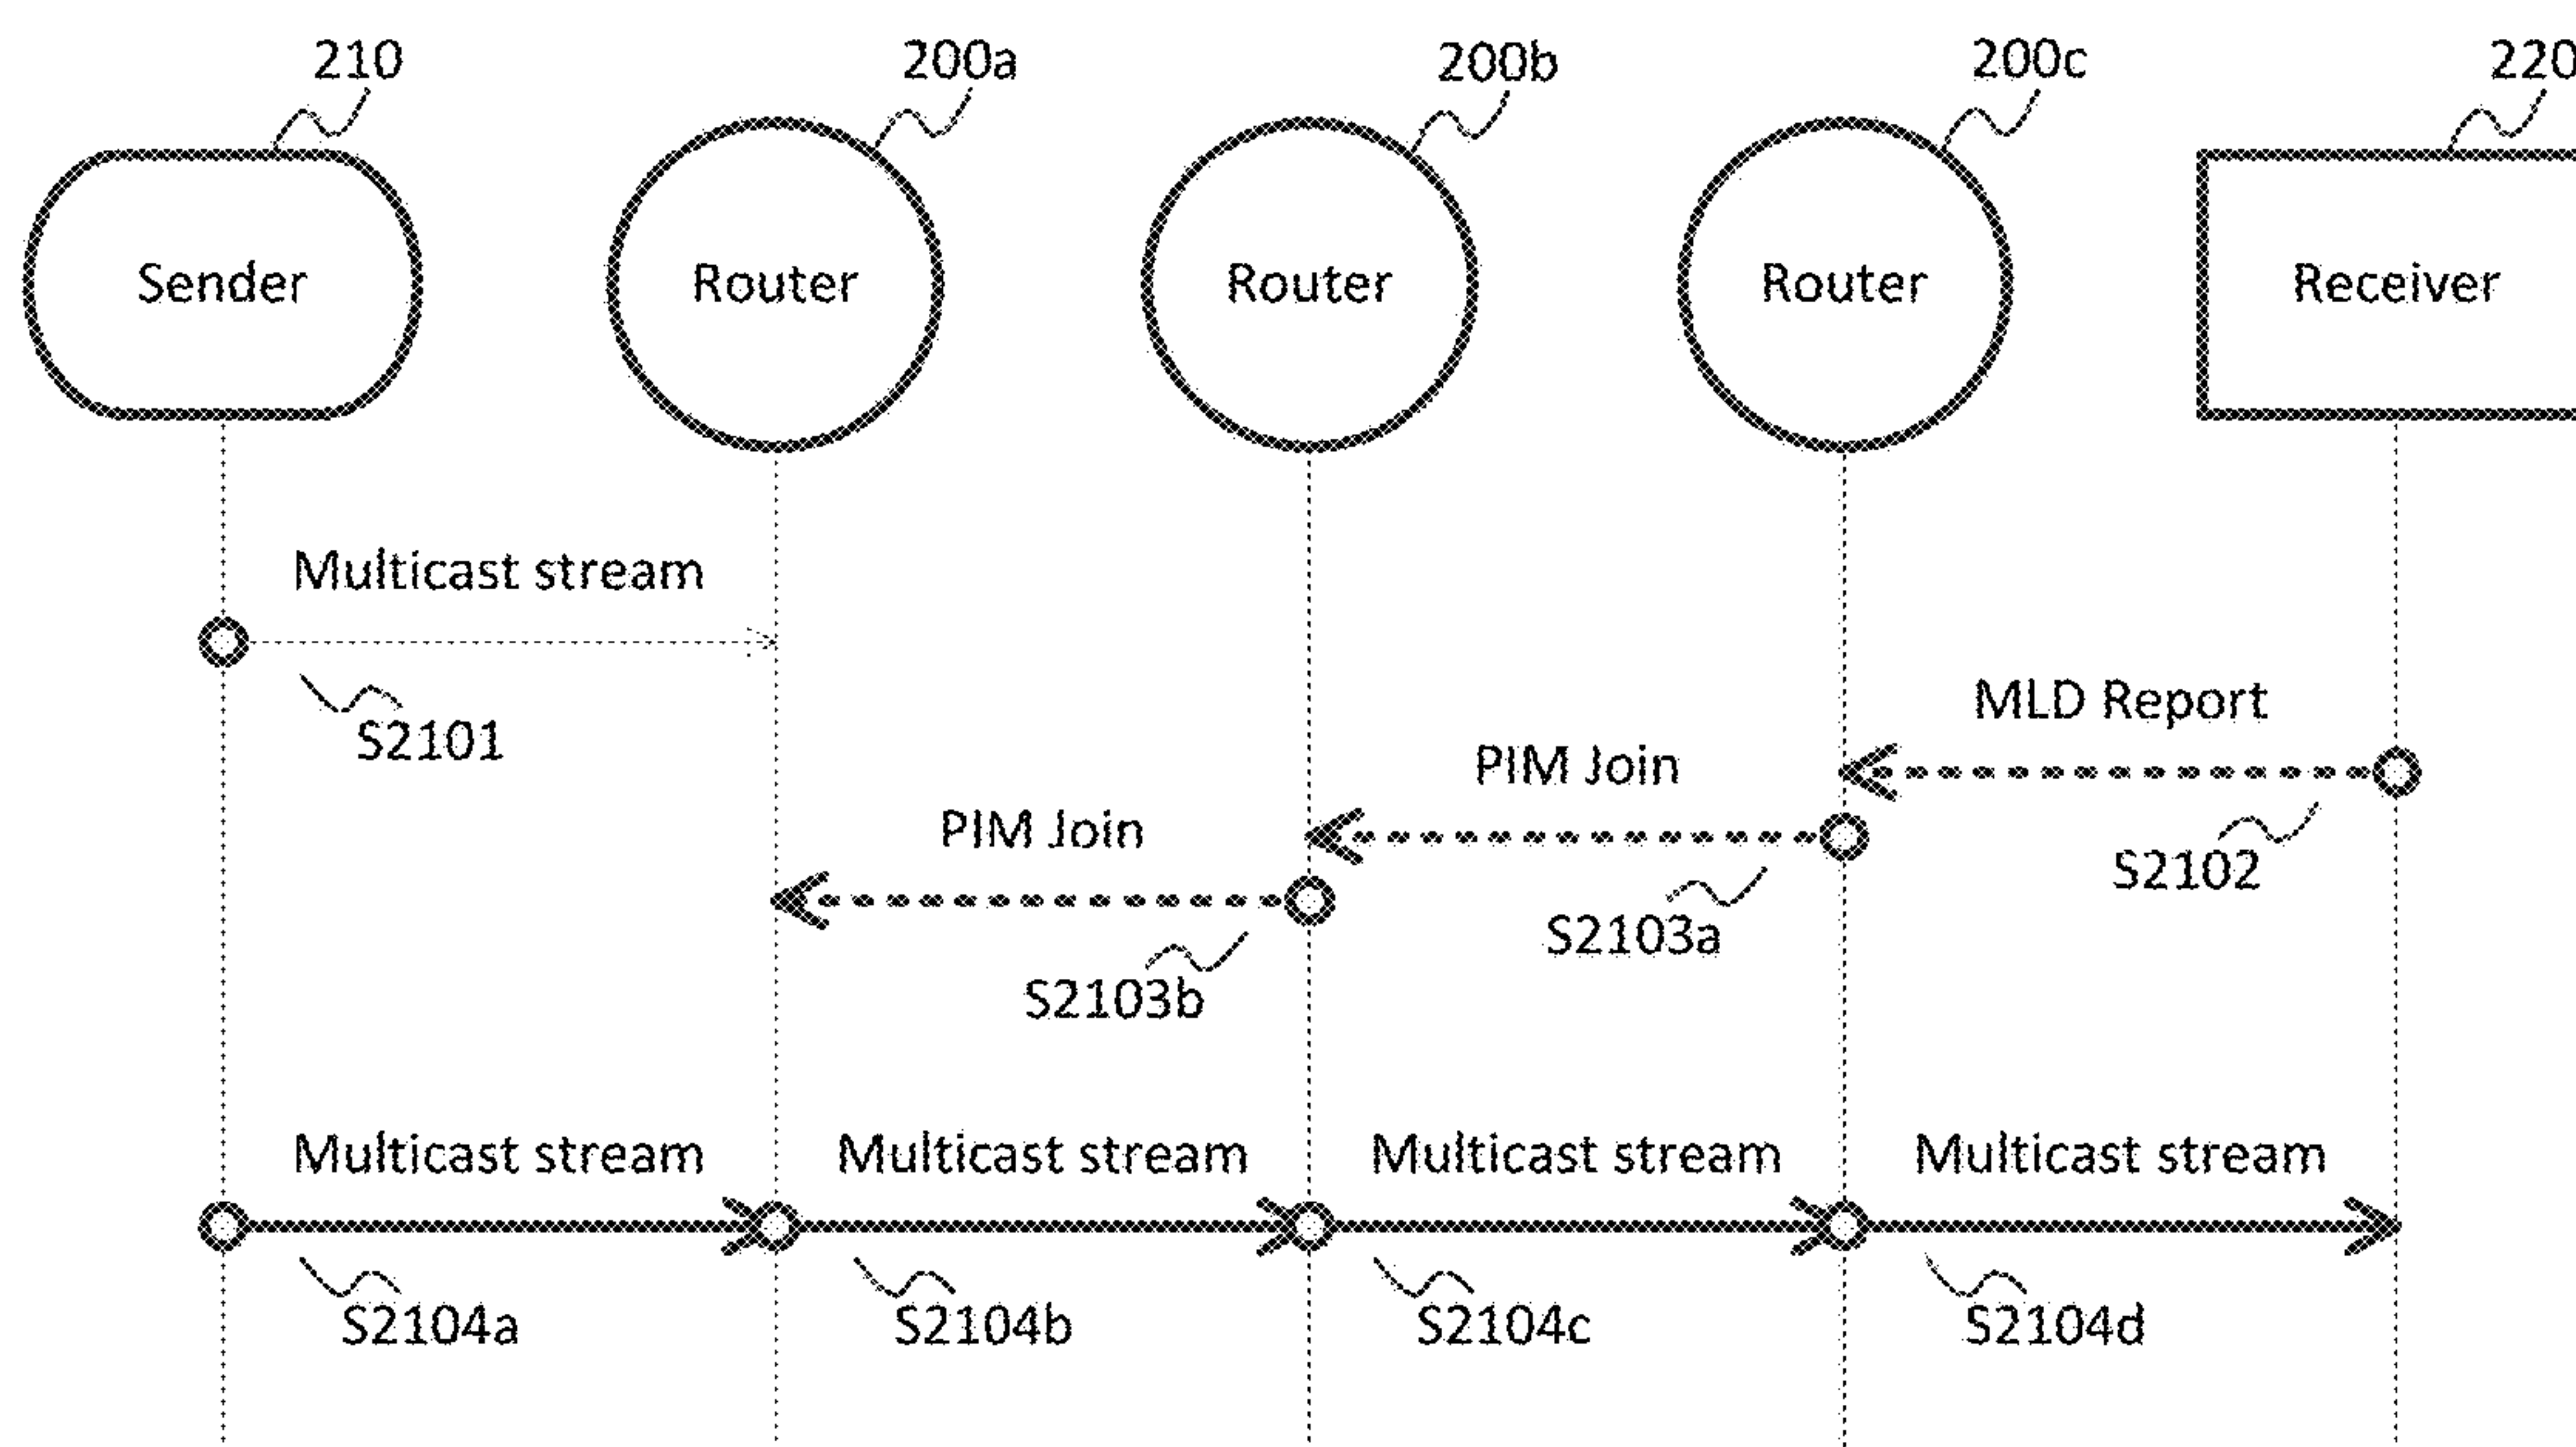 210
200a
200b
200c
220
Sender
Router
Router
Router
Receiver
Multicast stream
S2101
MLD Report
S2102
PIM Join
S2103a
PIM Join
S2103b
Multicast stream
Multicast stream
Multicast stream
Multicast stream
S2104a
S2104b
S2104c
S2104d